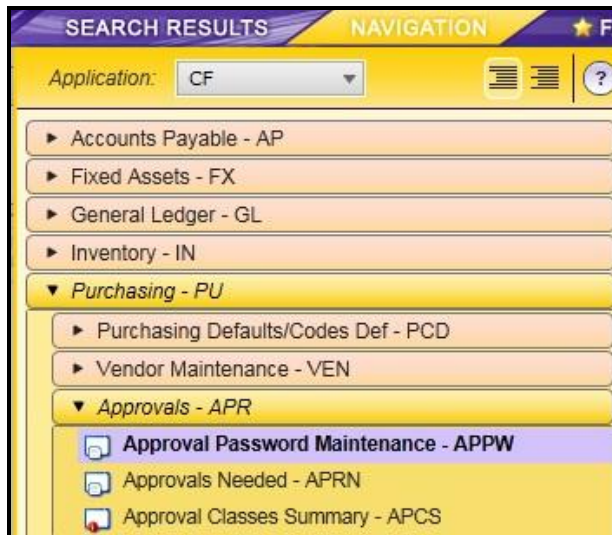 SEARCH RESULTS NAVIGATION F
Application: CF ?
Accounts Payable - AP
Fixed Assets - FX
General Ledger - GL
Inventory - IN
Purchasing - PU
Purchasing Defaults/Codes Def - PCD
Vendor Maintenance - VEN
Approvals - APR
Approval Password Maintenance - APPW
Approvals Needed - APRN
Approval Classes Summary - APCS